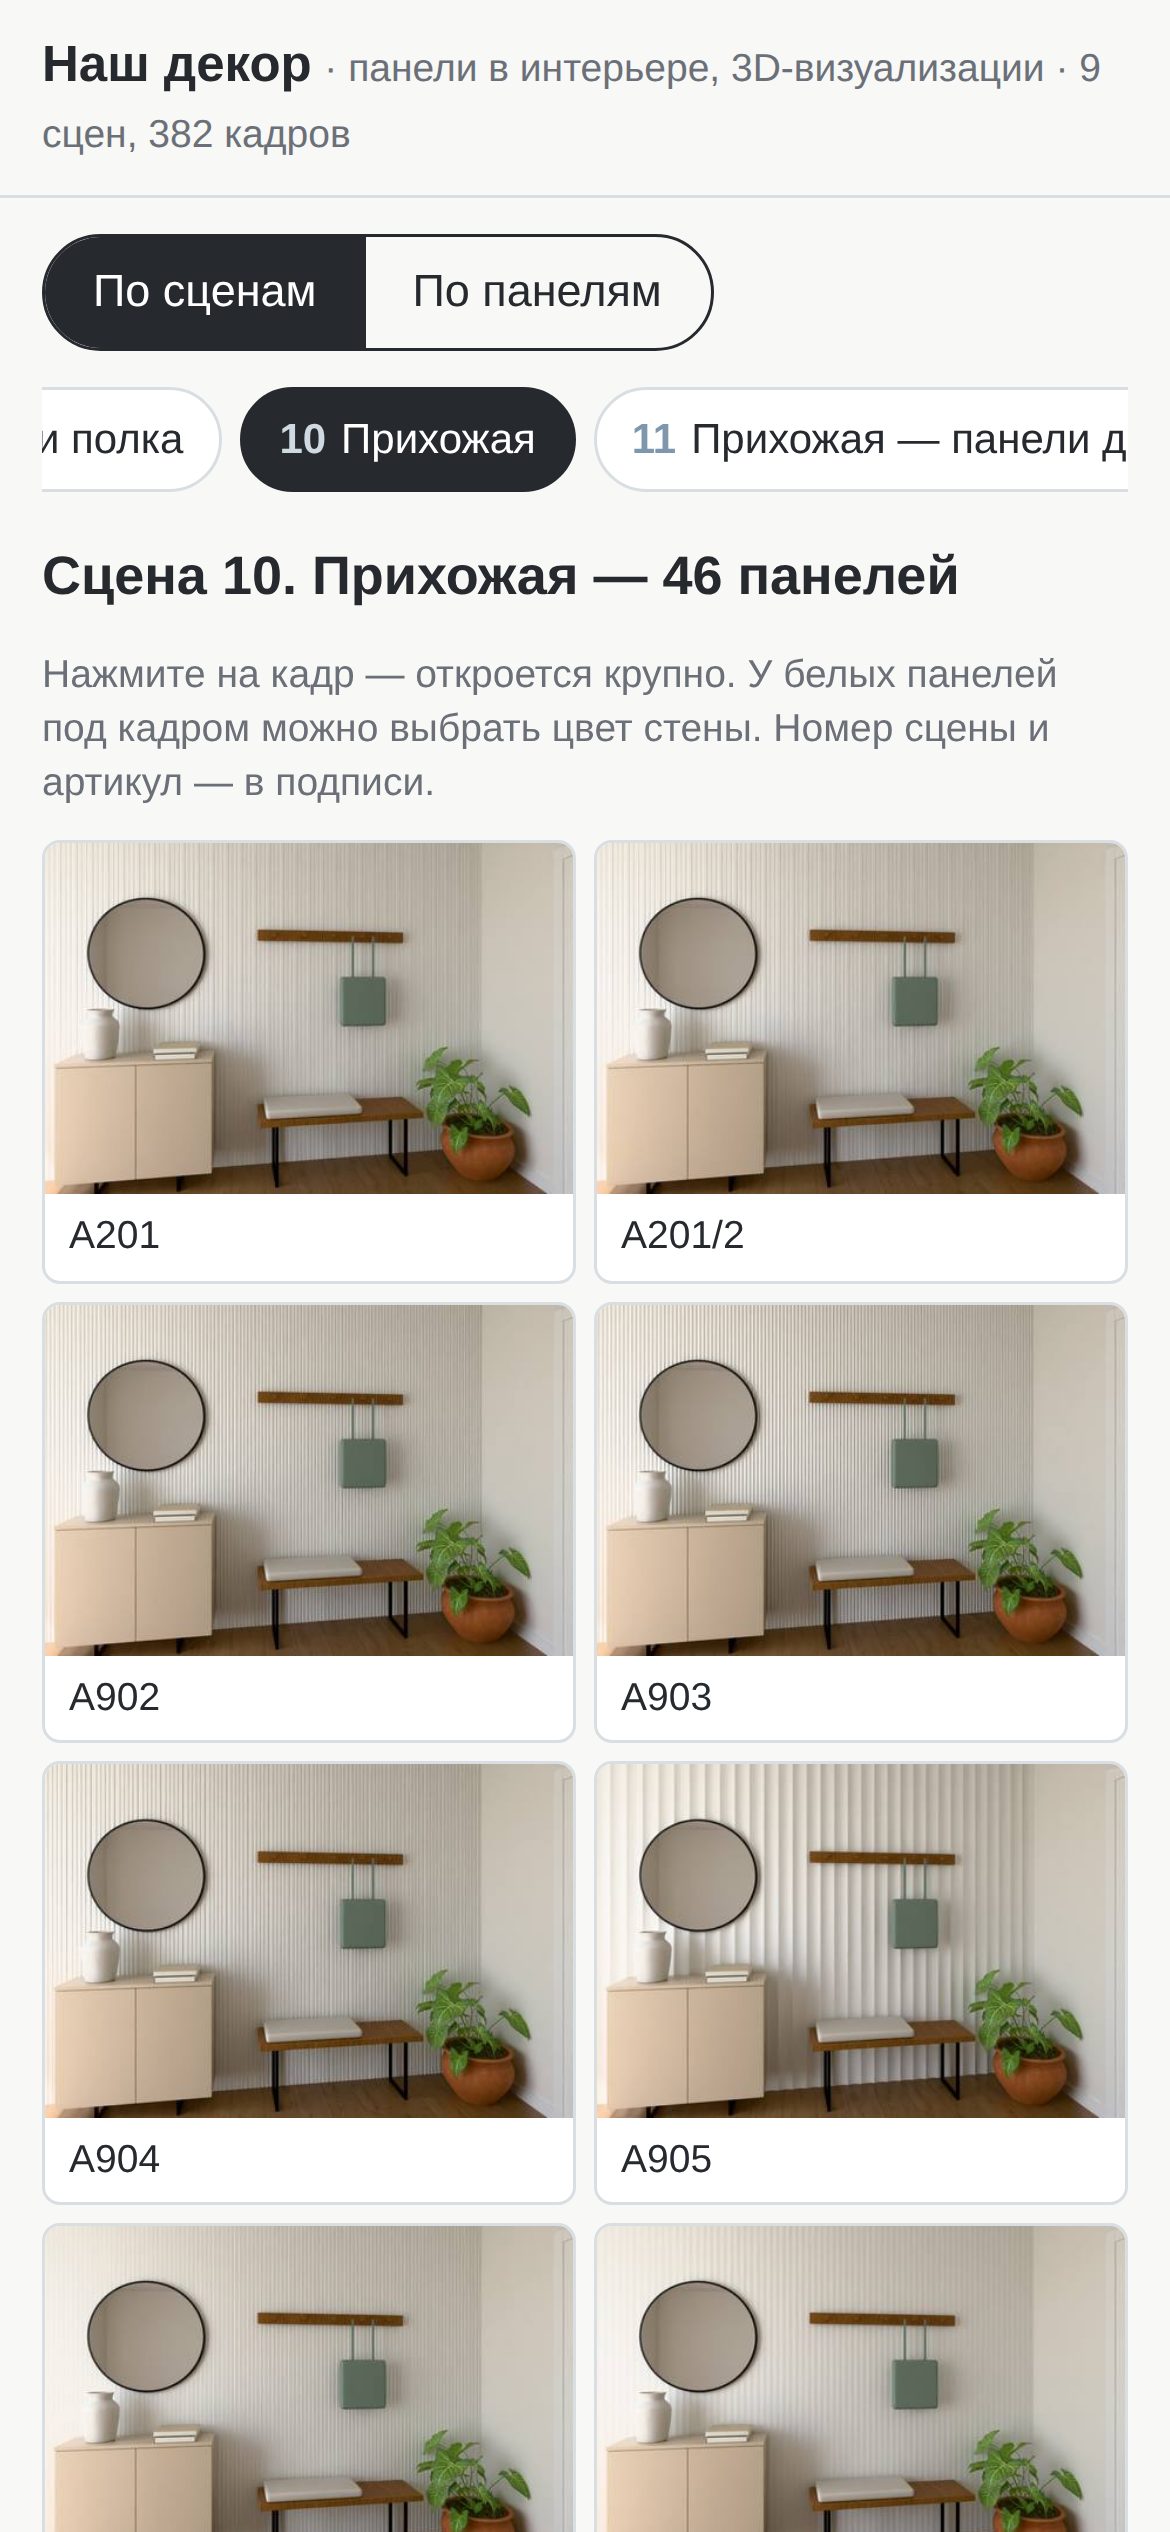 Наш декор · панели в интерьере, 3D-визуализации · 9
сцен, 382 кадров
По сценам По панелям
и полка 10 Прихожая 11 Прихожая — панели д
Сцена 10. Прихожая — 46 панелей
Нажмите на кадр — откроется крупно. У белых панелей
под кадром можно выбрать цвет стены. Номер сцены и
артикул — в подписи.
A201 A201/2
A902 A903
A904 A905